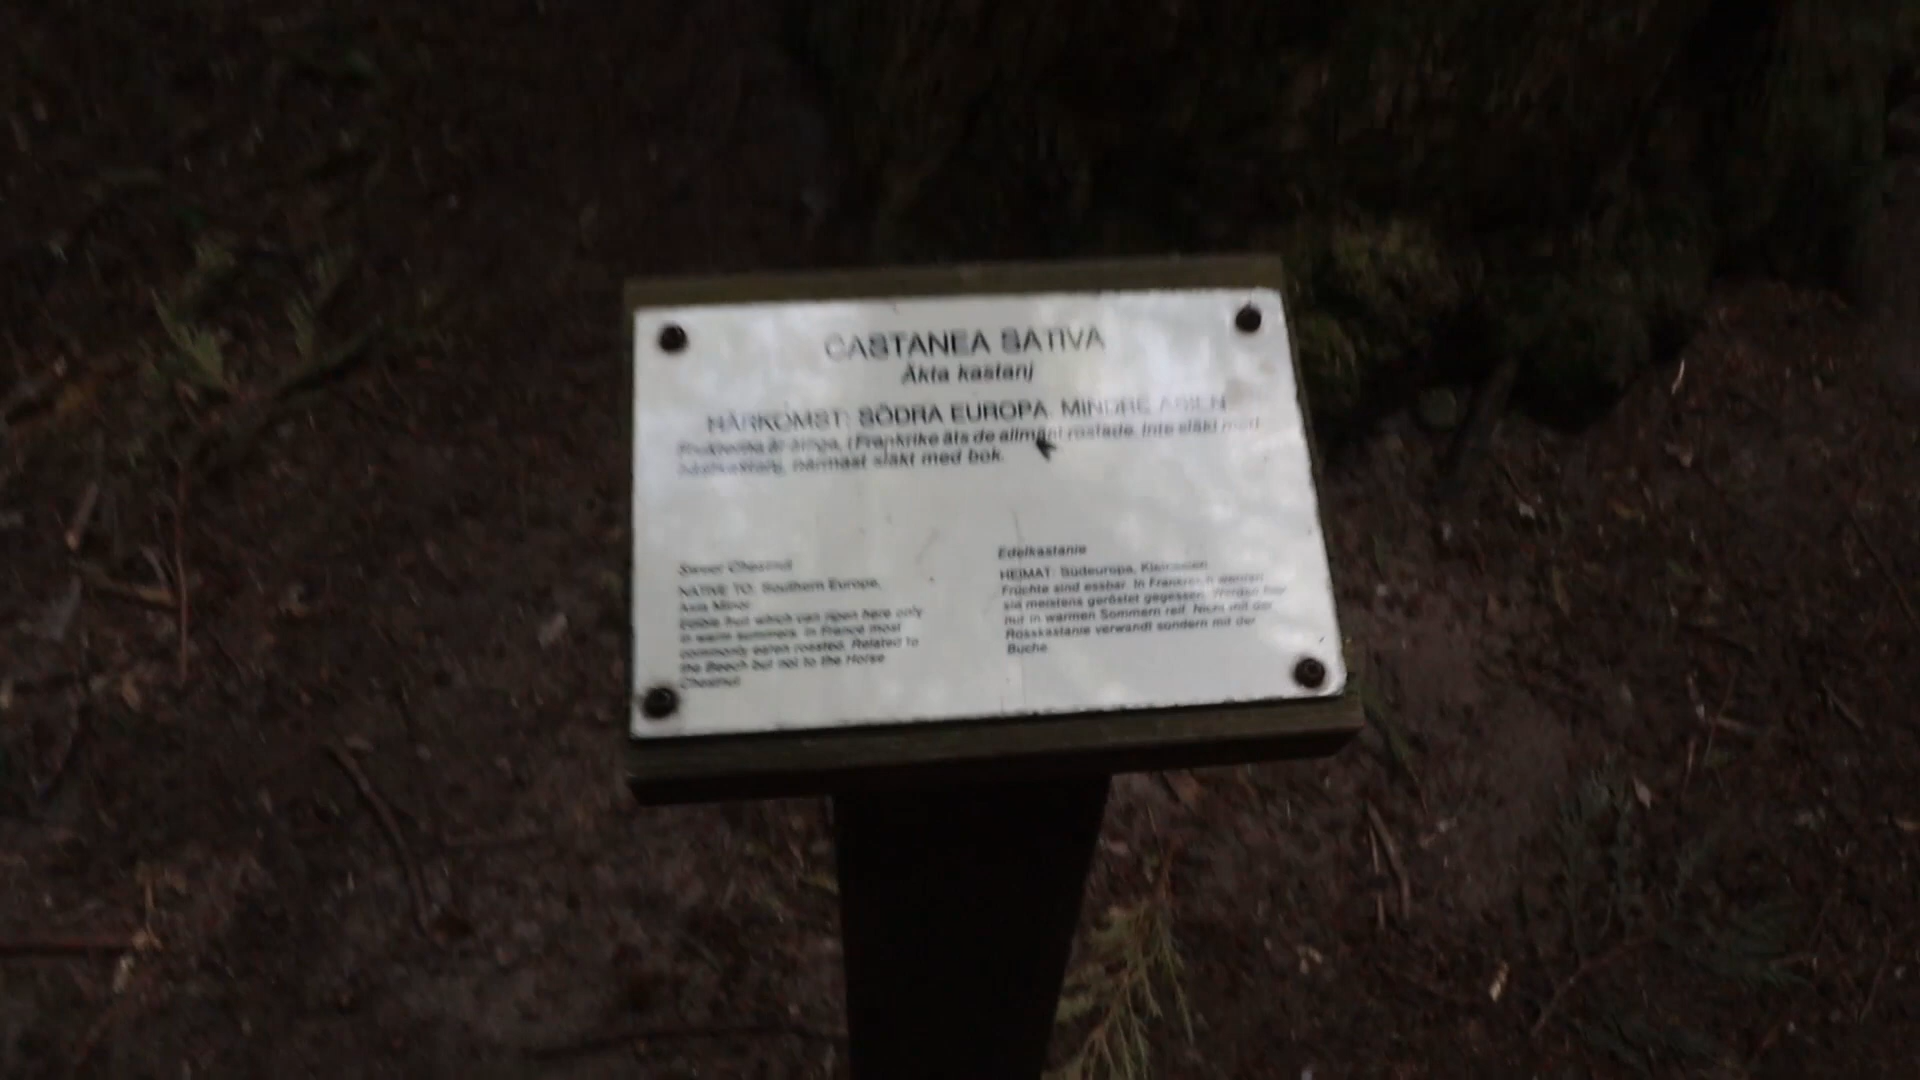 CASTANEA SATIVA
Äkta kastanj
HÄRKOMST: SÖDRA EUROPA, MINDRE ASIEN
Frukterna är ätliga, i Frankrike äts de allmänt rostade. Inte släkt med
hästkastanj, närmast släkt med bok.
Sweet Chestnut
NATIVE TO: Southern Europe,
Asia Minor
Edible fruit which can ripen here only
in warm summers. In France most
commonly eaten roasted. Related to
the Beech but not to the Horse
Chestnut
Edelkastanie
HEIMAT: Südeuropa, Kleinasien
Früchte sind essbar. In Frankreich werden
sie meistens geröstet gegessen. Werden hier
nur in warmen Sommern reif. Nicht mit der
Rosskastanie verwandt sondern mit der
Buche